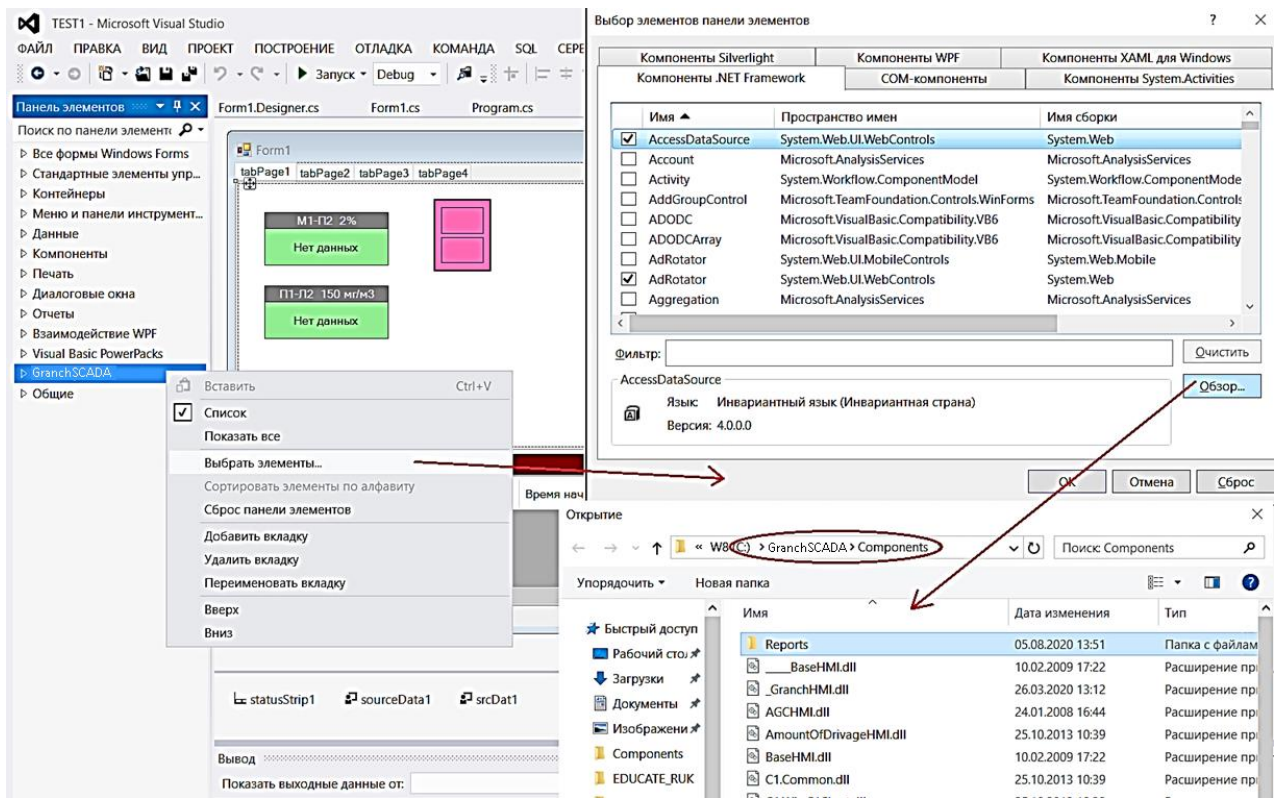 TEST1 - Microsoft Visual Studio
ФАЙЛ ПРАВКА ВИД ПРОЕКТ ПОСТРОЕНИЕ ОТЛАДКА КОМАНДА SQL СЕРЕ
Запуск Debug
Панель элементов
Form1.Designer.cs Form1.cs Program.cs
Поиск по панели элементо
Все формы Windows Forms
Стандартные элементы упр...
Контейнеры
Меню и панели инструмент...
Данные
Компоненты
Печать
Диалоговые окна
Отчеты
Взаимодействие WPF
Visual Basic PowerPacks
GranchSCADA
Общие
Form1
tabPage1 tabPage2 tabPage3 tabPage4
М1-П2 2%
Нет данных
П1-Л2 150 мг/м3
Нет данных
Вставить Ctrl+V
Список
Показать все
Выбрать элементы...
Сортировать элементы по алфавиту
Сброс панели элементов
Добавить вкладку
Удалить вкладку
Переименовать вкладку
Вверх
Вниз
Время нач
statusStrip1 sourceData1 srcDat1
Вывод
Показать выходные данные от:
Выбор элементов панели элементов
Компоненты Silverlight Компоненты WPF Компоненты XAML для Windows
Компоненты .NET Framework COM-компоненты Компоненты System.Activities
Имя Пространство имен Имя сборки
AccessDataSource System.Web.UI.WebControls System.Web
Account Microsoft.AnalysisServices Microsoft.AnalysisServices
Activity System.Workflow.ComponentModel System.Workflow.ComponentMode
AddGroupControl Microsoft.TeamFoundation.Controls.WinForms Microsoft.TeamFoundation.Controls
ADODC Microsoft.VisualBasic.Compatibility.VB6 Microsoft.VisualBasic.Compatibility
ADODCArray Microsoft.VisualBasic.Compatibility.VB6 Microsoft.VisualBasic.Compatibility
AdRotator System.Web.UI.MobileControls System.Web.Mobile
AdRotator System.Web.UI.WebControls System.Web
Aggregation Microsoft.AnalysisServices Microsoft.AnalysisServices
Фильтр: Очистить
AccessDataSource
Обзор...
Язык: Инвариантный язык (Инвариантная страна)
Версия: 4.0.0.0
OK Отмена Сброс
Открытие
« W8 (C:) > GranchSCADA > Components Поиск: Components
Упорядочить Новая папка
Имя Дата изменения Тип
Быстрый доступ
Рабочий стол
Загрузки
Документы
Изображени
Components
EDUCATE_RUK
Reports 05.08.2020 13:51 Папка с файлам
____BaseHMI.dll 10.02.2009 17:22 Расширение при
_GranchHMI.dll 26.03.2020 13:12 Расширение при
AGCHMI.dll 24.01.2008 16:44 Расширение при
AmountOfDrivageHMI.dll 25.10.2013 10:39 Расширение при
BaseHMI.dll 10.02.2009 17:22 Расширение при
C1.Common.dll 25.10.2013 10:39 Расширение при